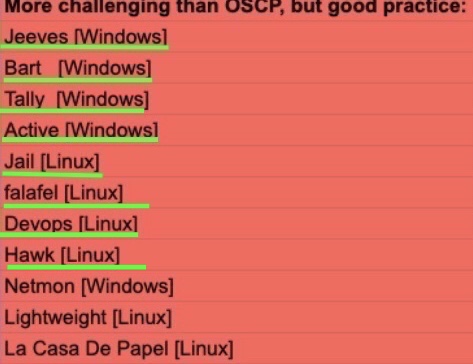 More challenging than OSCP, but good practice:
Jeeves [Windows]
Bart [Windows]
Tally [Windows]
Active [Windows]
Jail [Linux]
falafel [Linux]
Devops [Linux]
Hawk [Linux]
Netmon [Windows]
Lightweight [Linux]
La Casa De Papel [Linux]